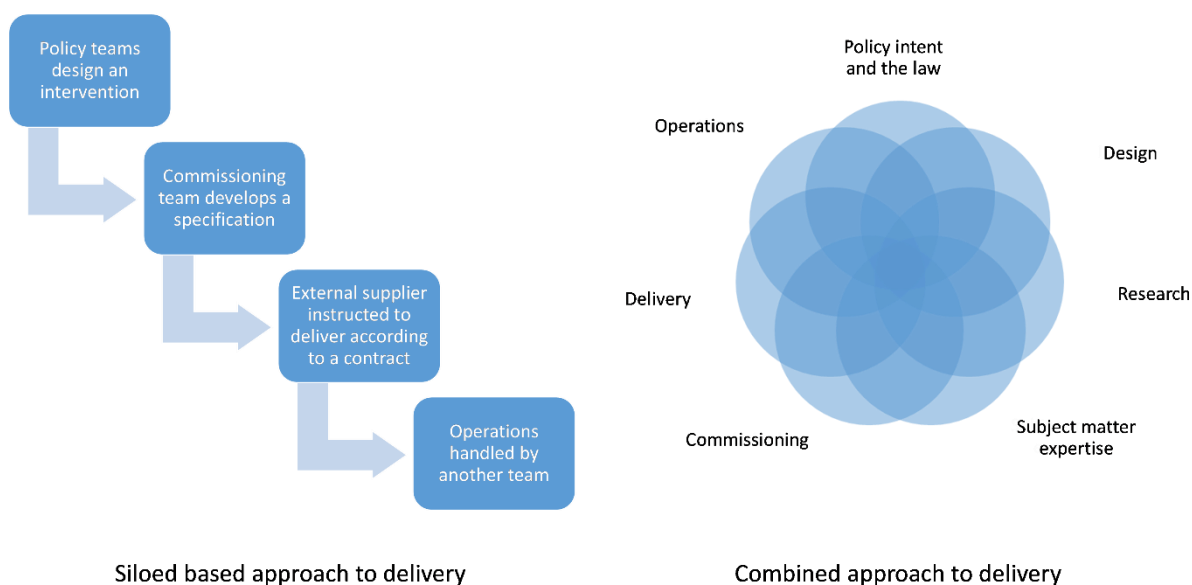 Policy teams
design an
intervention
Commissioning
team develops a
specification
External supplier
instructed to
deliver according
to a contract
Operations
handled by
another team
Siloed based approach to delivery
Policy intent
and the law
Operations
Design
Delivery
Research
Commissioning
Subject matter
expertise
Combined approach to delivery